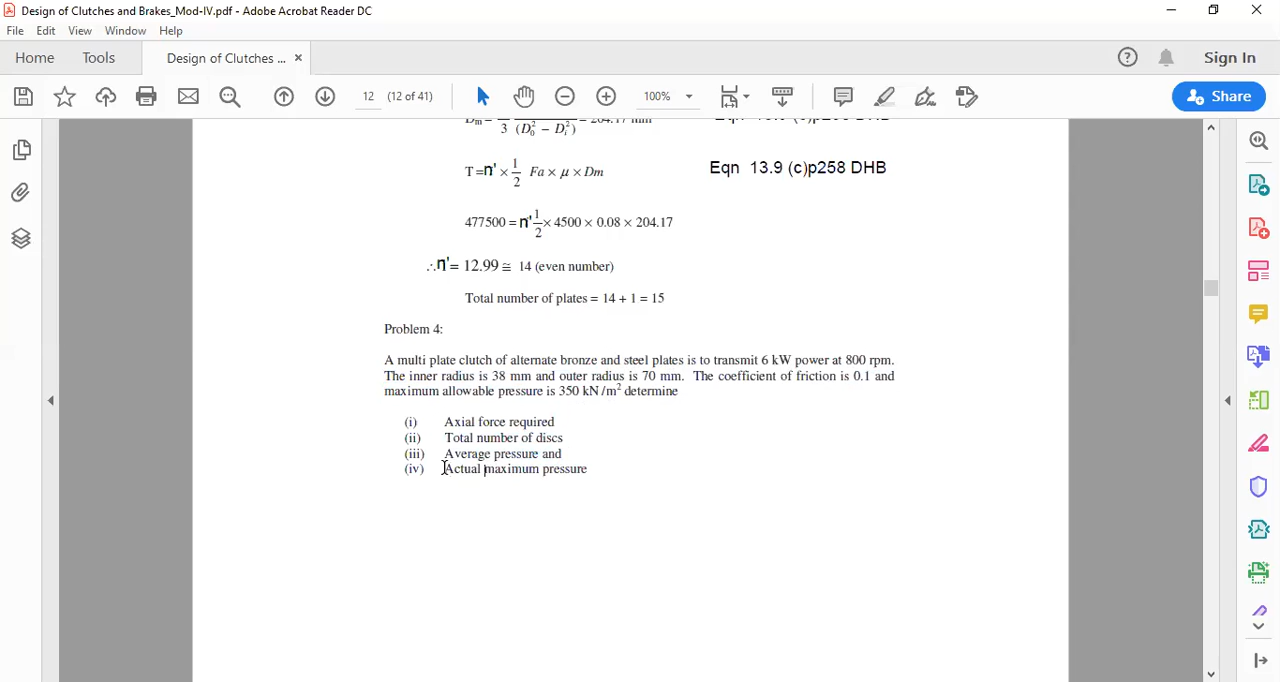 Design of Clutches and Brakes_Mod-IV.pdf - Adobe Acrobat Reader DC
File Edit View Window Help
Home Tools Design of Clutches ... × Sign In
12 (12 of 41) 100% Share
3 (D₀² − Dᵢ²)
T =n' × 1/2 Fa × μ × Dm Eqn 13.9 (c)p258 DHB
477500 = n' 1/2 × 4500 × 0.08 × 204.17
∴n'= 12.99 ≅ 14 (even number)
Total number of plates = 14 + 1 = 15
Problem 4:
A multi plate clutch of alternate bronze and steel plates is to transmit 6 kW power at 800 rpm.
The inner radius is 38 mm and outer radius is 70 mm. The coefficient of friction is 0.1 and
maximum allowable pressure is 350 kN /m² determine
(i) Axial force required
(ii) Total number of discs
(iii) Average pressure and
(iv) Actual maximum pressure